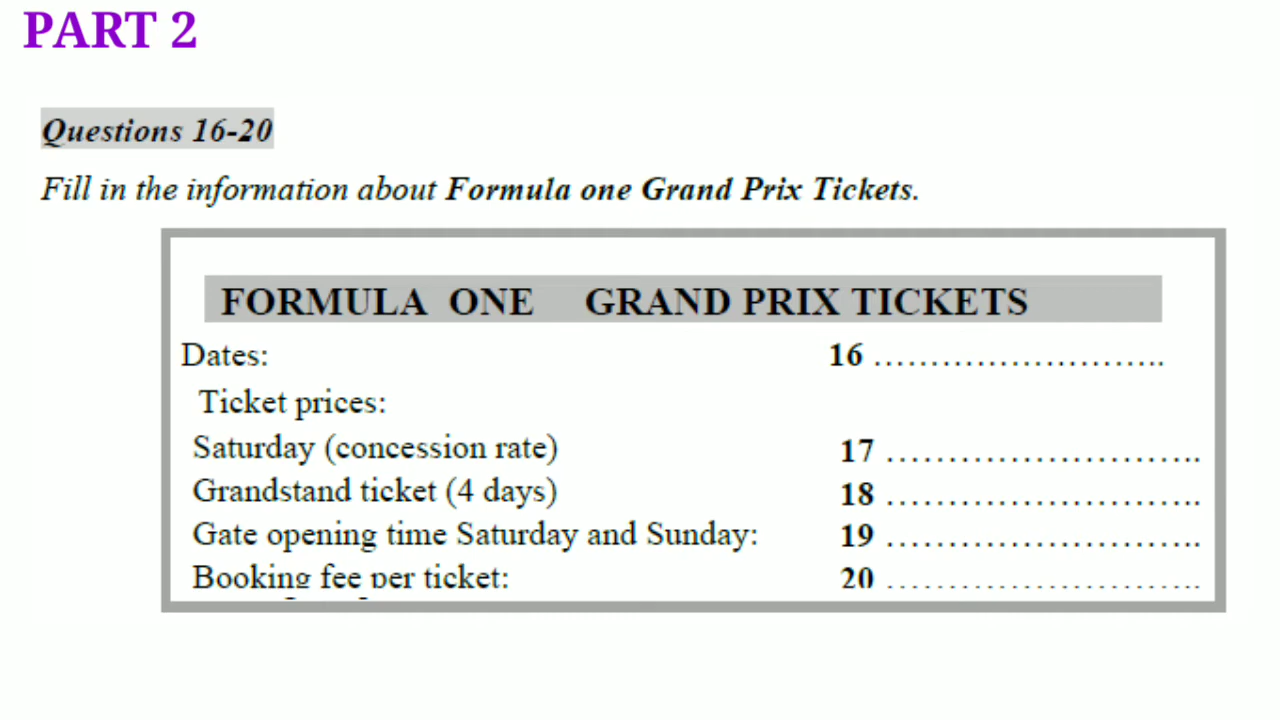 PART 2
Questions 16-20
Fill in the information about Formula one Grand Prix Tickets.
FORMULA ONE GRAND PRIX TICKETS
Dates: 16 ……………………..
Ticket prices:
Saturday (concession rate) 17 ……………………..
Grandstand ticket (4 days) 18 ……………………..
Gate opening time Saturday and Sunday: 19 ……………………..
Booking fee per ticket: 20 ……………………..